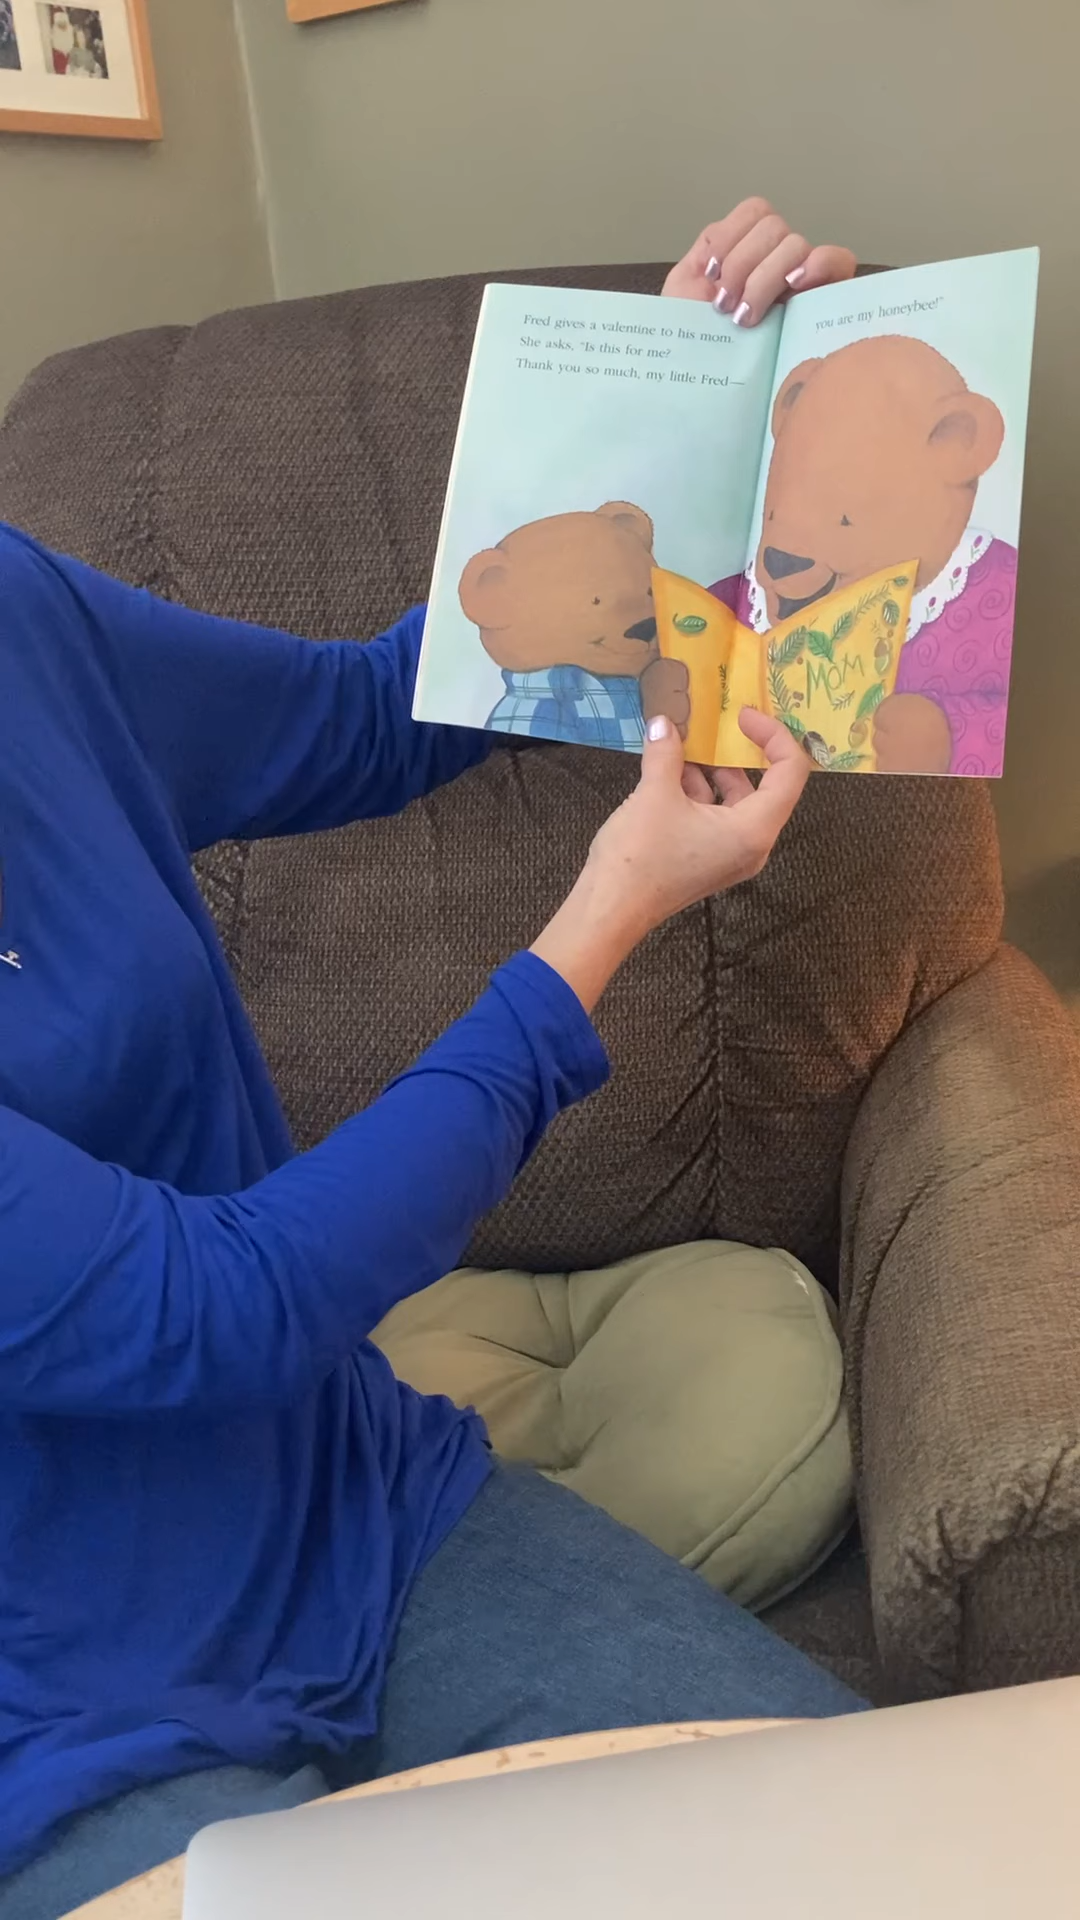 Fred gives a valentine to his mom.
She asks, "Is this for me?
Thank you so much, my little Fred—
you are my honeybee!"
MOM